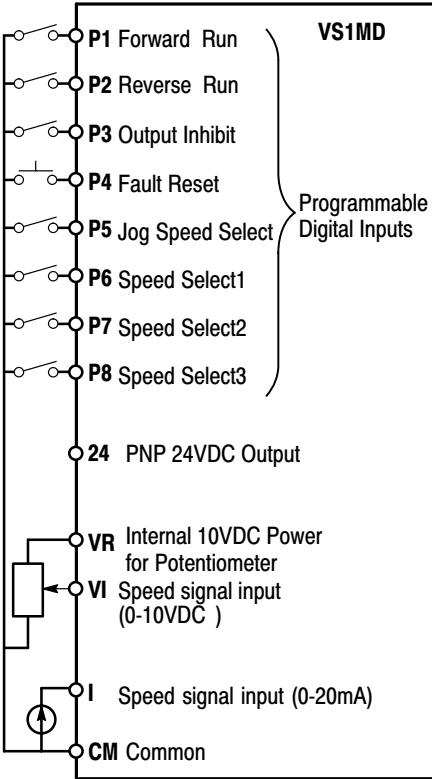 VS1MD
P1 Forward Run
P2 Reverse Run
P3 Output Inhibit
P4 Fault Reset
P5 Jog Speed Select
P6 Speed Select1
P7 Speed Select2
P8 Speed Select3
Programmable
Digital Inputs
24 PNP 24VDC Output
VR Internal 10VDC Power
for Potentiometer
VI Speed signal input
(0-10VDC )
I Speed signal input (0-20mA)
CM Common